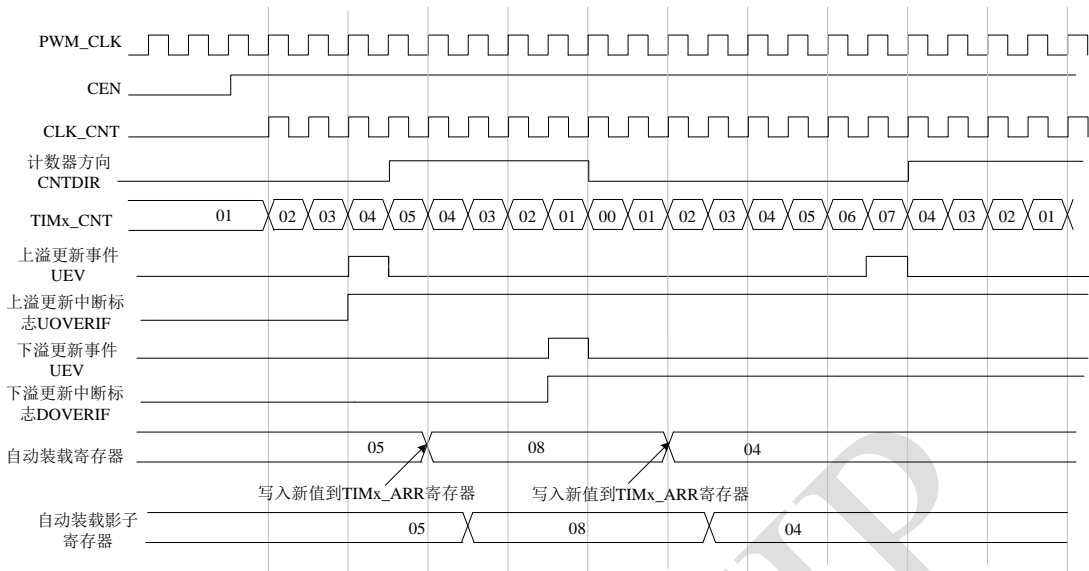 PWM_CLK
CEN
CLK_CNT
计数器方向
CNTDIR
TIMx_CNT 01 02 03 04 05 04 03 02 01 00 01 02 03 04 05 06 07 04 03 02 01
上溢更新事件
UEV
上溢更新中断标
志UOVERIF
下溢更新事件
UEV
下溢更新中断标
志DOVERIF
自动装载寄存器 05 08 04
写入新值到TIMx_ARR寄存器 写入新值到TIMx_ARR寄存器
自动装载影子
寄存器 05 08 04